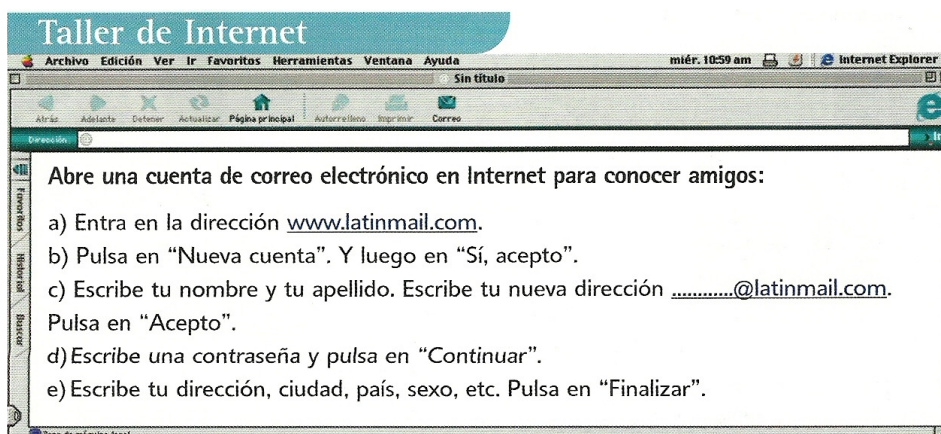 Taller de Internet
Archivo Edición Ver Ir Favoritos Herramientas Ventana Ayuda miér. 10:59 am Internet Explorer
Sin título
Atrás Adelante Detener Actualizar Página principal Autorrelleno Imprimir Correo
Dirección
Favoritos
Historial
Buscar
Abre una cuenta de correo electrónico en Internet para conocer amigos:
a) Entra en la dirección www.latinmail.com.
b) Pulsa en “Nueva cuenta”. Y luego en “Sí, acepto”.
c) Escribe tu nombre y tu apellido. Escribe tu nueva dirección ............@latinmail.com.
Pulsa en “Acepto”.
d) Escribe una contraseña y pulsa en “Continuar”.
e) Escribe tu dirección, ciudad, país, sexo, etc. Pulsa en “Finalizar”.